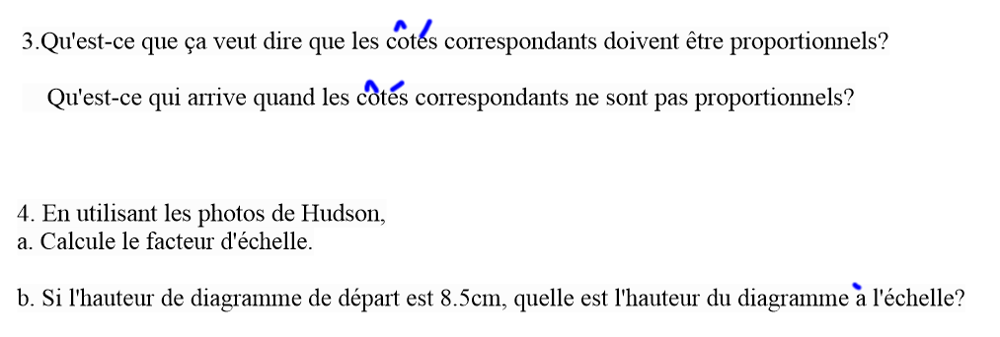 3.Qu'est-ce que ça veut dire que les côtés correspondants doivent être proportionnels?
Qu'est-ce qui arrive quand les côtés correspondants ne sont pas proportionnels?
4. En utilisant les photos de Hudson,
a. Calcule le facteur d'échelle.
b. Si l'hauteur de diagramme de départ est 8.5cm, quelle est l'hauteur du diagramme à l'échelle?